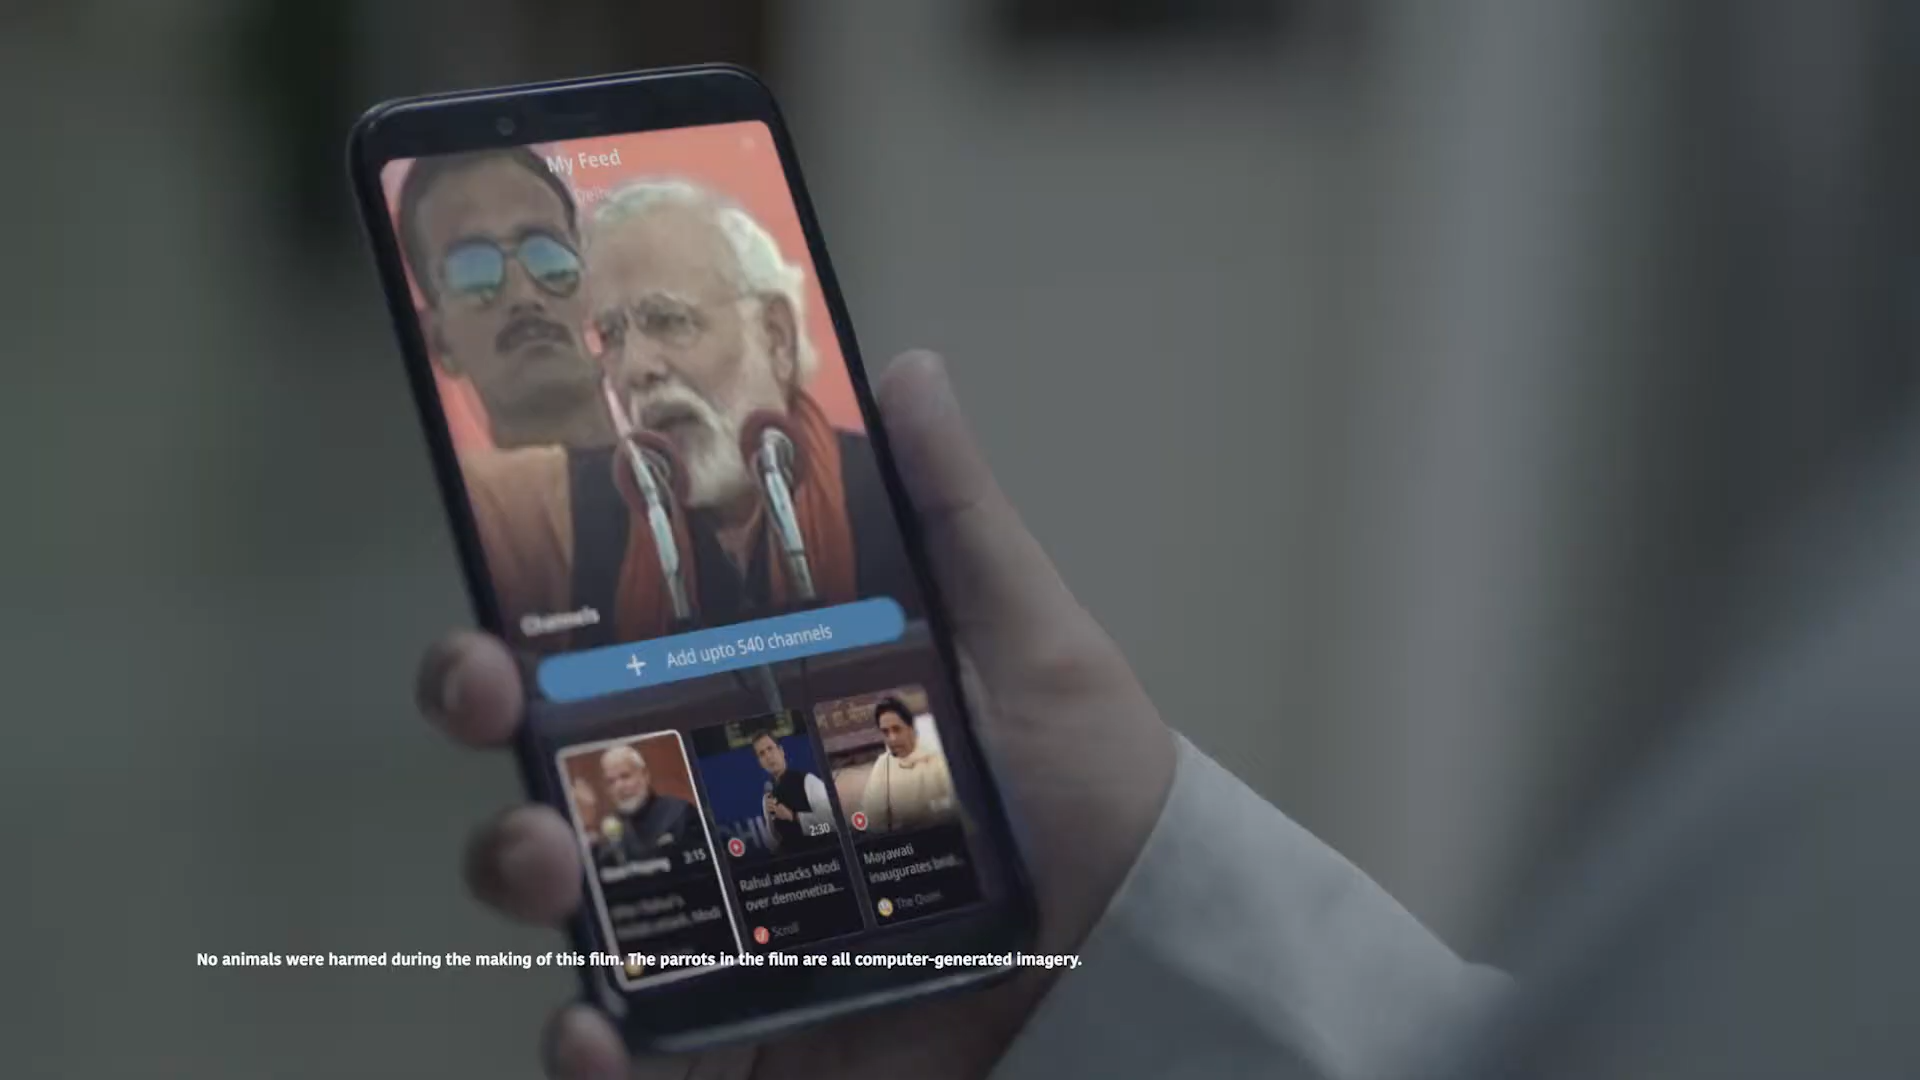 My Feed
Delhi
Channels
+ Add upto 540 channels
3:15
2:30
Rahul attacks Modi
over demonetiza...
Scroll
Mayawati
inaugurates brid...
The Quint
No animals were harmed during the making of this film. The parrots in the film are all computer-generated imagery.